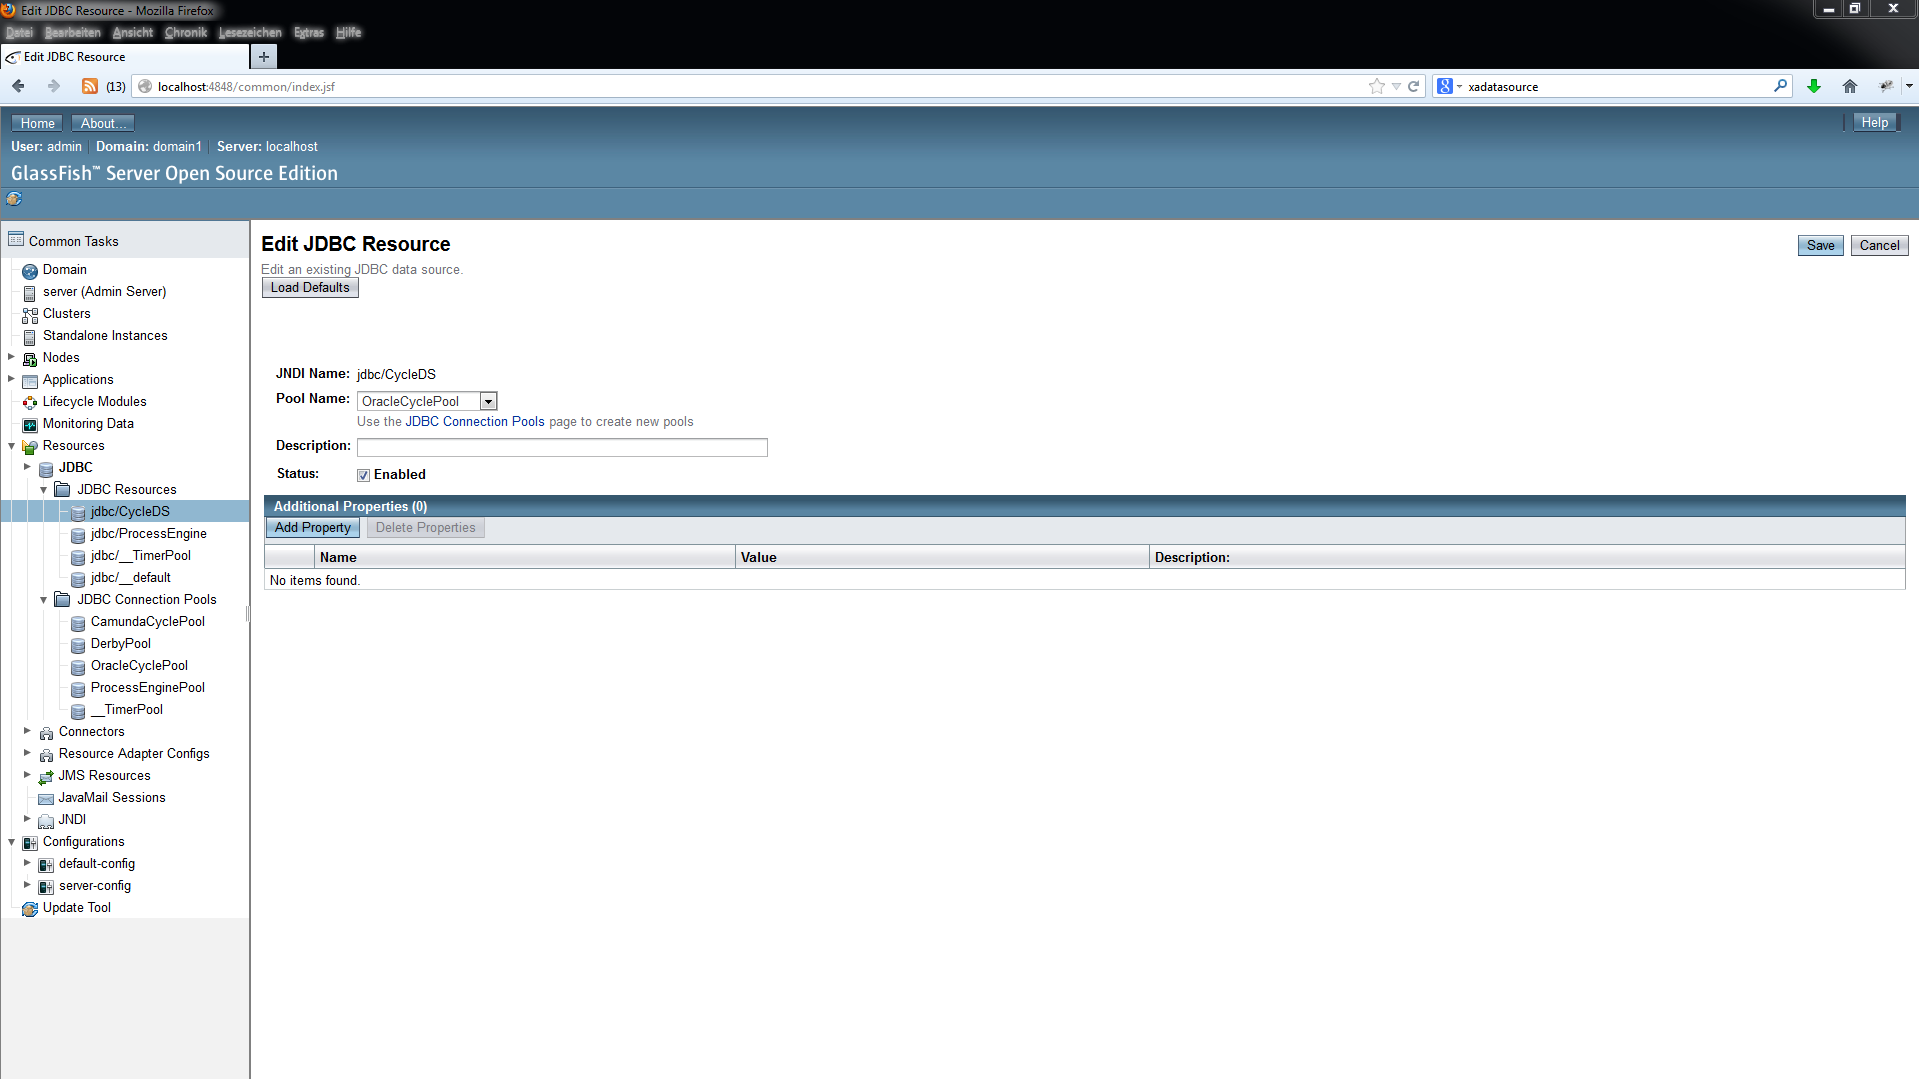 Edit JDBC Resource - Mozilla Firefox
Datei Bearbeiten Ansicht Chronik Lesezeichen Extras Hilfe
Edit JDBC Resource
(13) localhost:4848/common/index.jsf xadatasource
Home About... Help
User: admin Domain: domain1 Server: localhost
GlassFish™ Server Open Source Edition
Common Tasks
Domain
server (Admin Server)
Clusters
Standalone Instances
Nodes
Applications
Lifecycle Modules
Monitoring Data
Resources
JDBC
JDBC Resources
jdbc/CycleDS
jdbc/ProcessEngine
jdbc/__TimerPool
jdbc/__default
JDBC Connection Pools
CamundaCyclePool
DerbyPool
OracleCyclePool
ProcessEnginePool
__TimerPool
Connectors
Resource Adapter Configs
JMS Resources
JavaMail Sessions
JNDI
Configurations
default-config
server-config
Update Tool
Edit JDBC Resource
Save Cancel
Edit an existing JDBC data source.
Load Defaults
JNDI Name: jdbc/CycleDS
Pool Name: OracleCyclePool
Use the JDBC Connection Pools page to create new pools
Description:
Status: Enabled
Additional Properties (0)
Add Property Delete Properties
Name Value Description:
No items found.